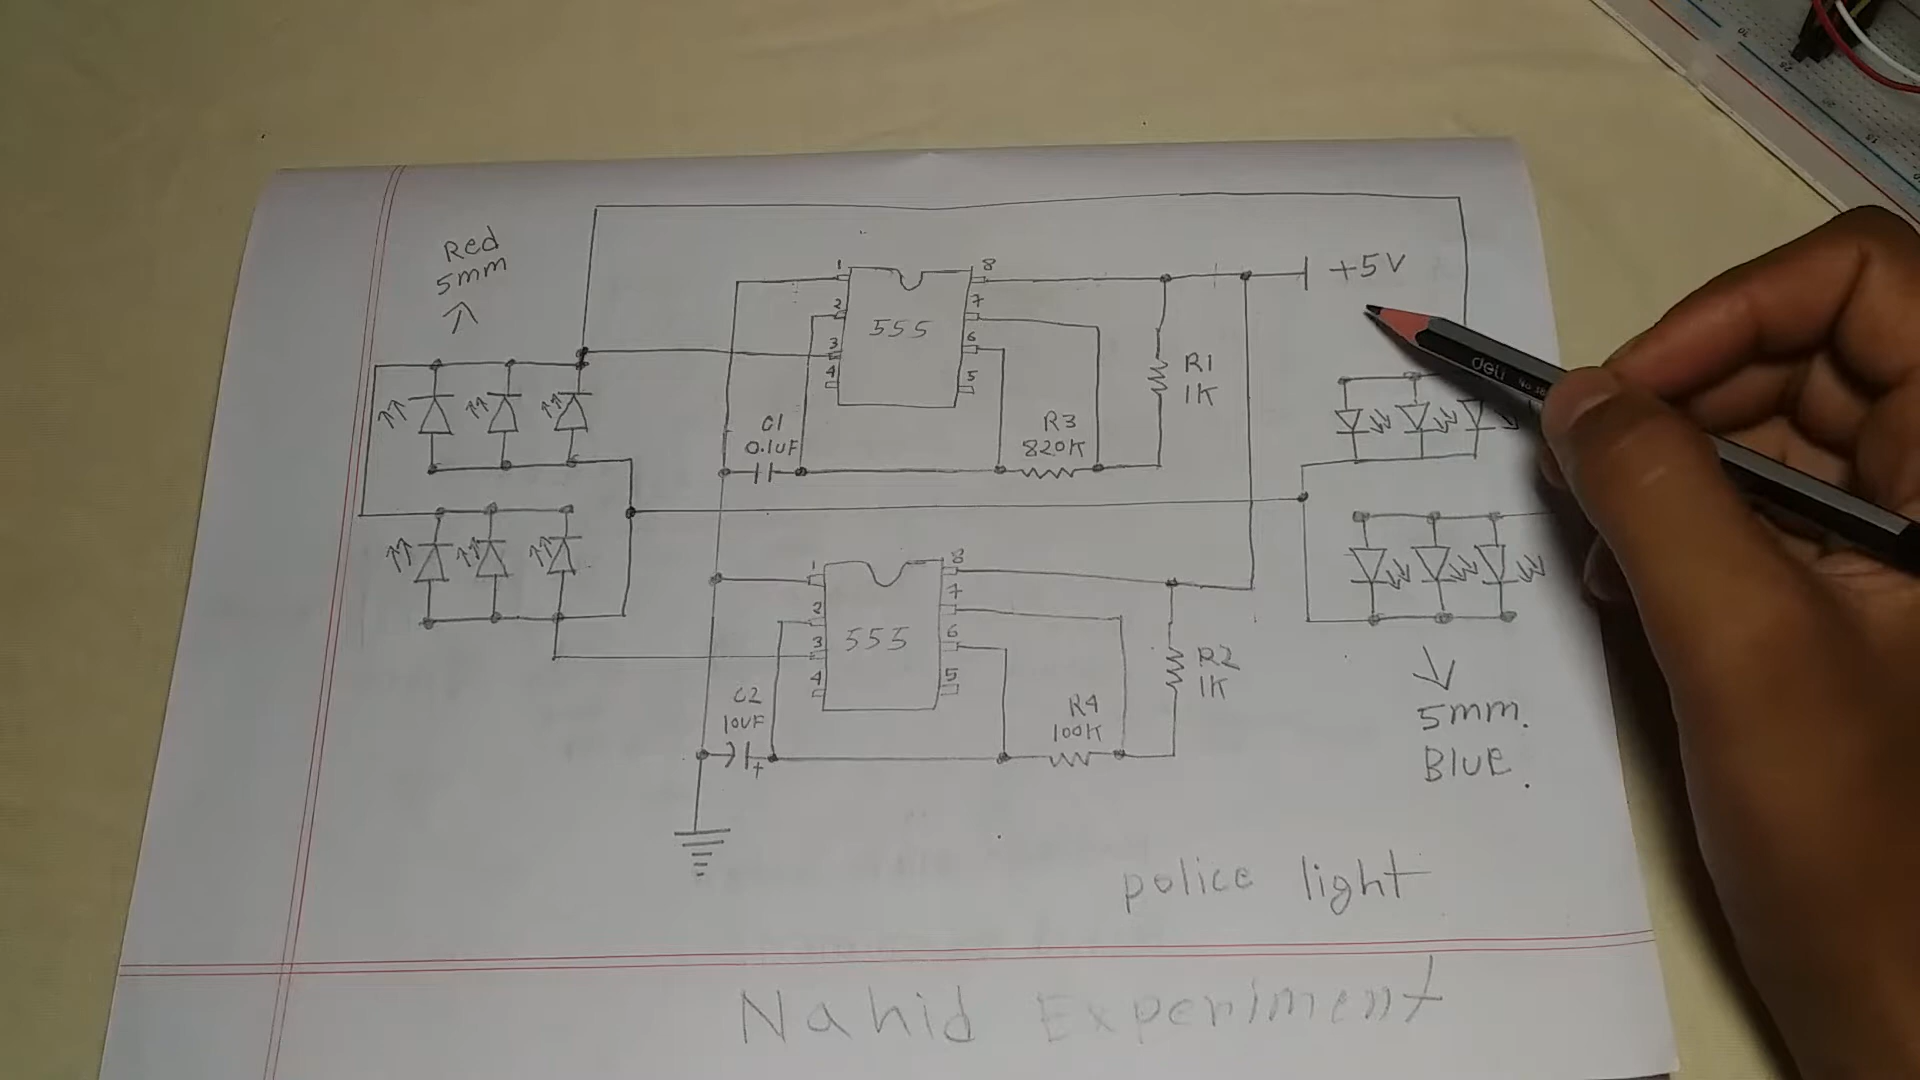 Red
5mm
+5V
1
2
3
4
8
7
6
5
555
R1
1K
C1
0.1UF
R3
820K
deli
1
2
3
4
8
7
6
5
555
R2
1K
C2
10UF
+
R4
100K
5mm.
BlUE.
police light
Nahid Experiment